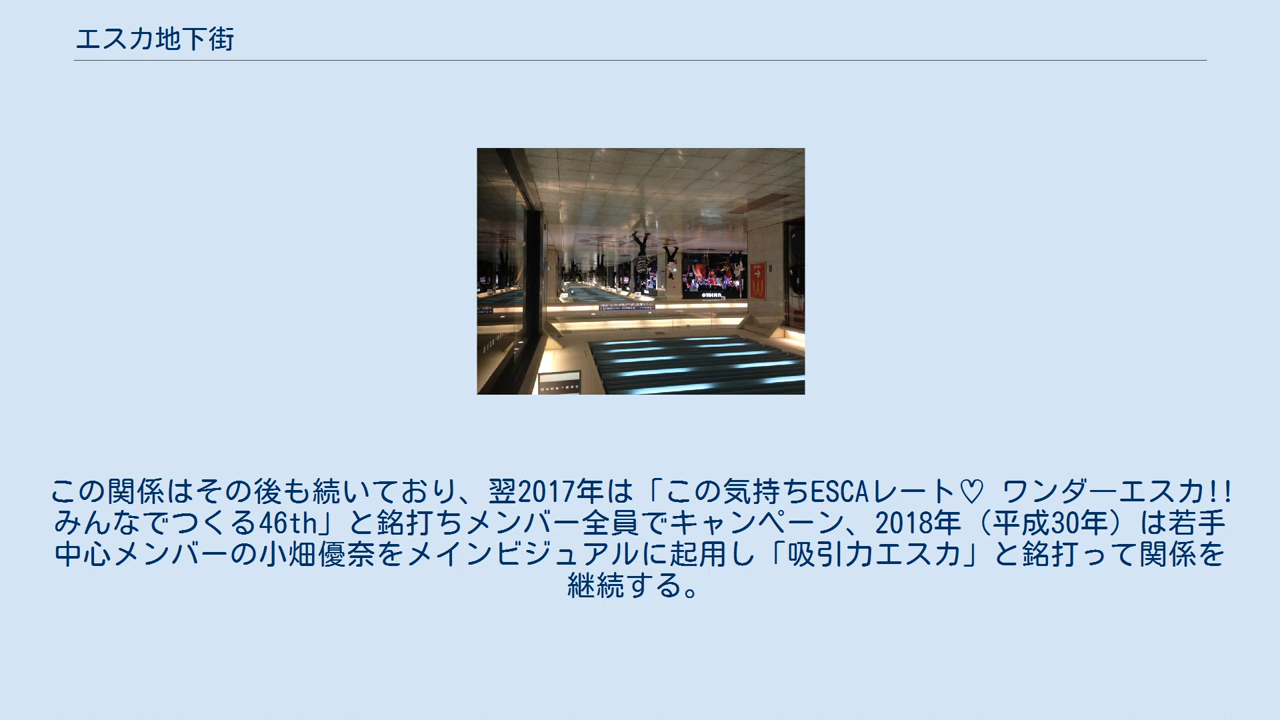 エスカ地下街
この関係はその後も続いており、翌2017年は「この気持ちESCAレート♡ ワンダ―エスカ!!
みんなでつくる46th」と銘打ちメンバー全員でキャンペーン、2018年（平成30年）は若手
中心メンバーの小畑優奈をメインビジュアルに起用し「吸引力エスカ」と銘打って関係を
継続する。